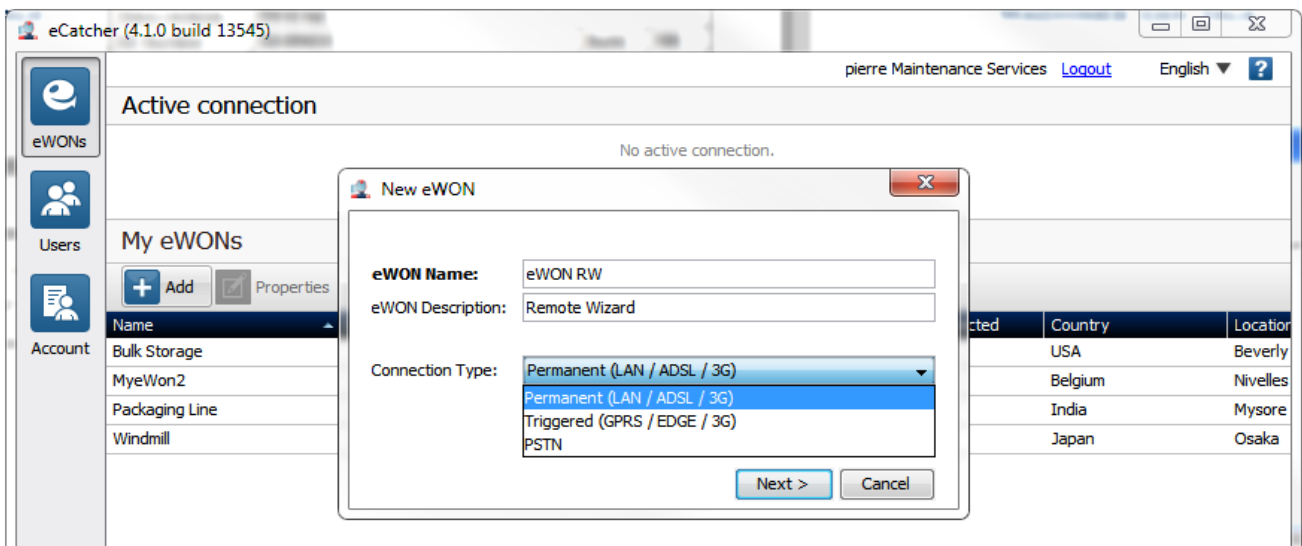 eCatcher (4.1.0 build 13545)
pierre Maintenance Services Logout English ?
eWONs
Active connection
No active connection.
Users
My eWONs
Add Properties
Account
Name cted Country Location
Bulk Storage USA Beverly
MyeWon2 Belgium Nivelles
Packaging Line India Mysore
Windmill Japan Osaka
New eWON
eWON Name: eWON RW
eWON Description: Remote Wizard
Connection Type: Permanent (LAN / ADSL / 3G)
Permanent (LAN / ADSL / 3G)
Triggered (GPRS / EDGE / 3G)
PSTN
Next > Cancel